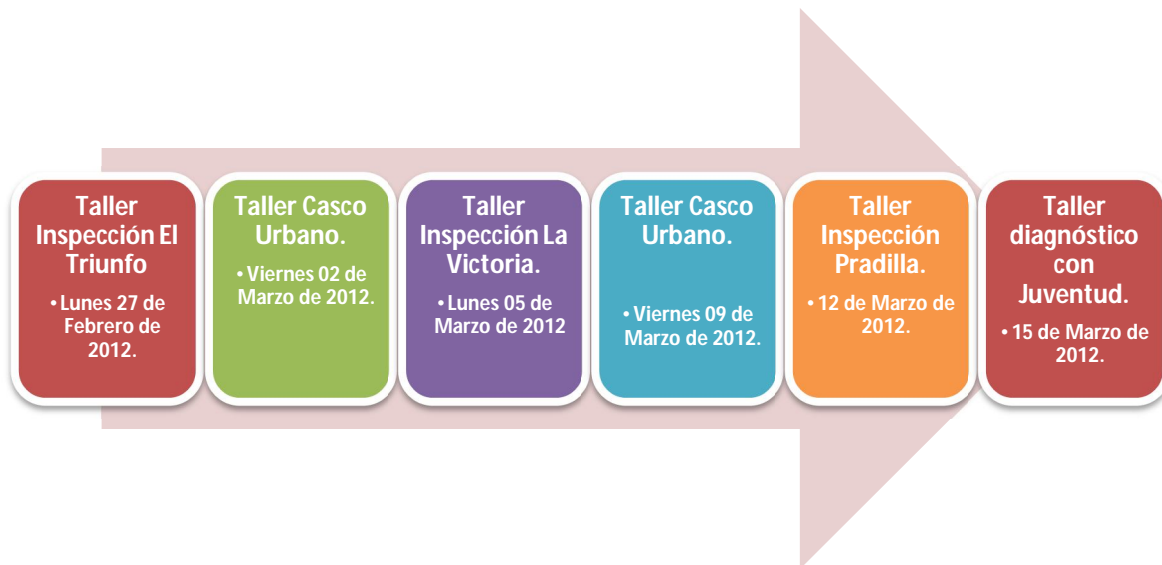 Taller
Inspección El
Triunfo
• Lunes 27 de
Febrero de
2012.
Taller Casco
Urbano.
• Viernes 02 de
Marzo de 2012.
Taller
Inspección La
Victoria.
• Lunes 05 de
Marzo de 2012
Taller Casco
Urbano.
• Viernes 09 de
Marzo de 2012.
Taller
Inspección
Pradilla.
• 12 de Marzo de
2012.
Taller
diagnóstico
con
Juventud.
• 15 de Marzo de
2012.